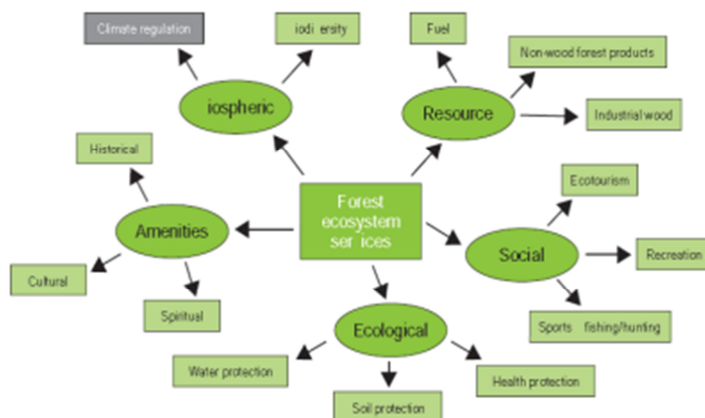 Climate regulation
iodi ersity
Fuel
Non-wood forest products
iospheric
Resource
Industrial wood
Historical
Forest
ecosystem
ser ices
Ecotourism
Amenities
Social
Recreation
Cultural
Spiritual
Ecological
Sports fishing/hunting
Water protection
Health protection
Soil protection